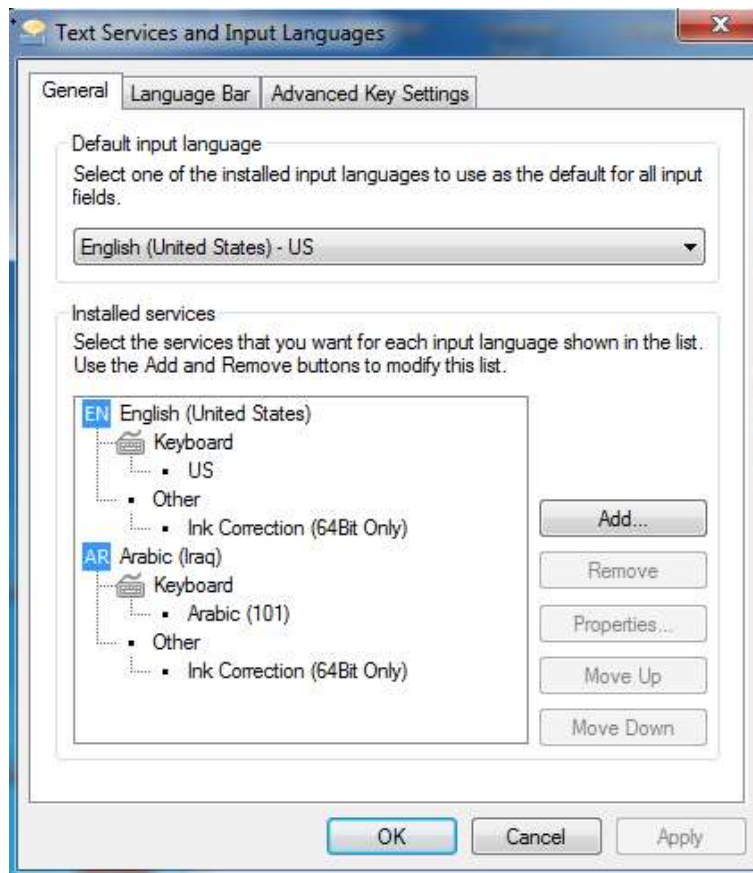 Text Services and Input Languages
General
Language Bar
Advanced Key Settings
Default input language
Select one of the installed input languages to use as the default for all input
fields.
English (United States) - US
Installed services
Select the services that you want for each input language shown in the list.
Use the Add and Remove buttons to modify this list.
EN English (United States)
Keyboard
US
Other
Ink Correction (64Bit Only)
AR Arabic (Iraq)
Keyboard
Arabic (101)
Other
Ink Correction (64Bit Only)
Add...
Remove
Properties...
Move Up
Move Down
OK
Cancel
Apply